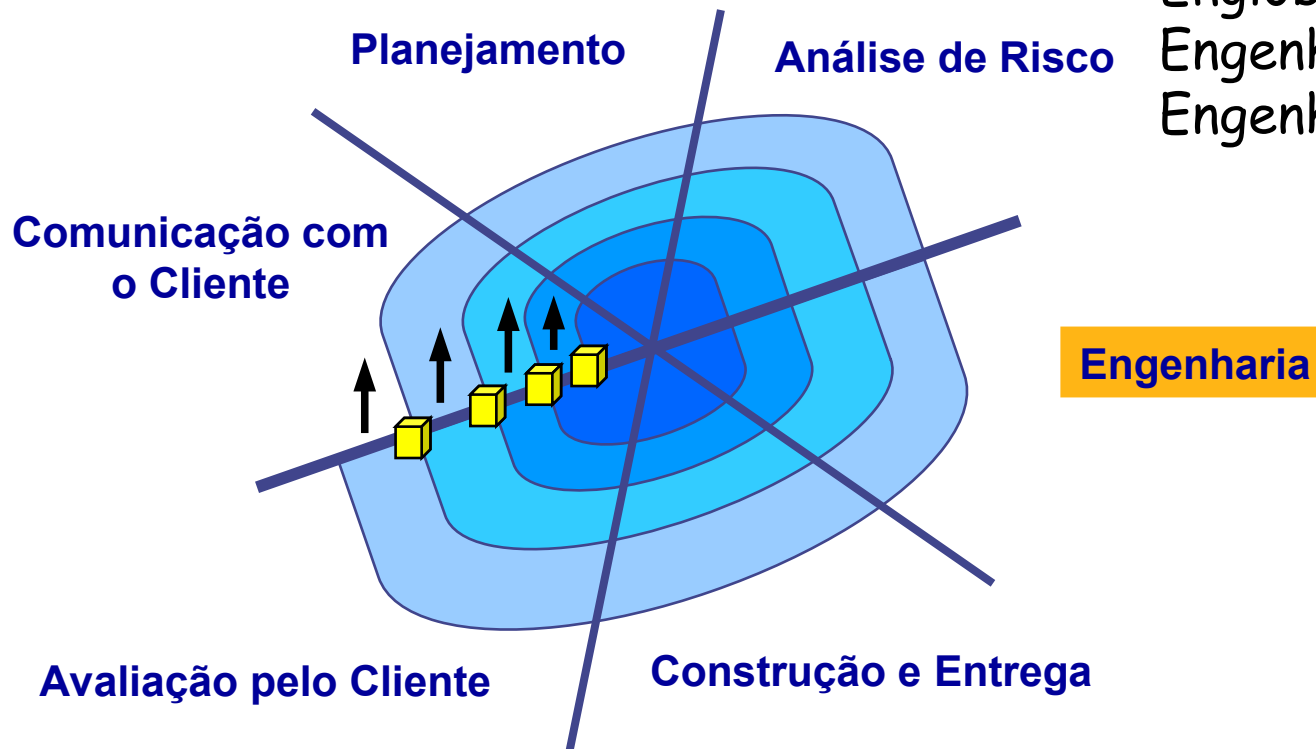 Planejamento
Análise de Risco
Comunicação com
o Cliente
Engenharia
Avaliação pelo Cliente
Construção e Entrega